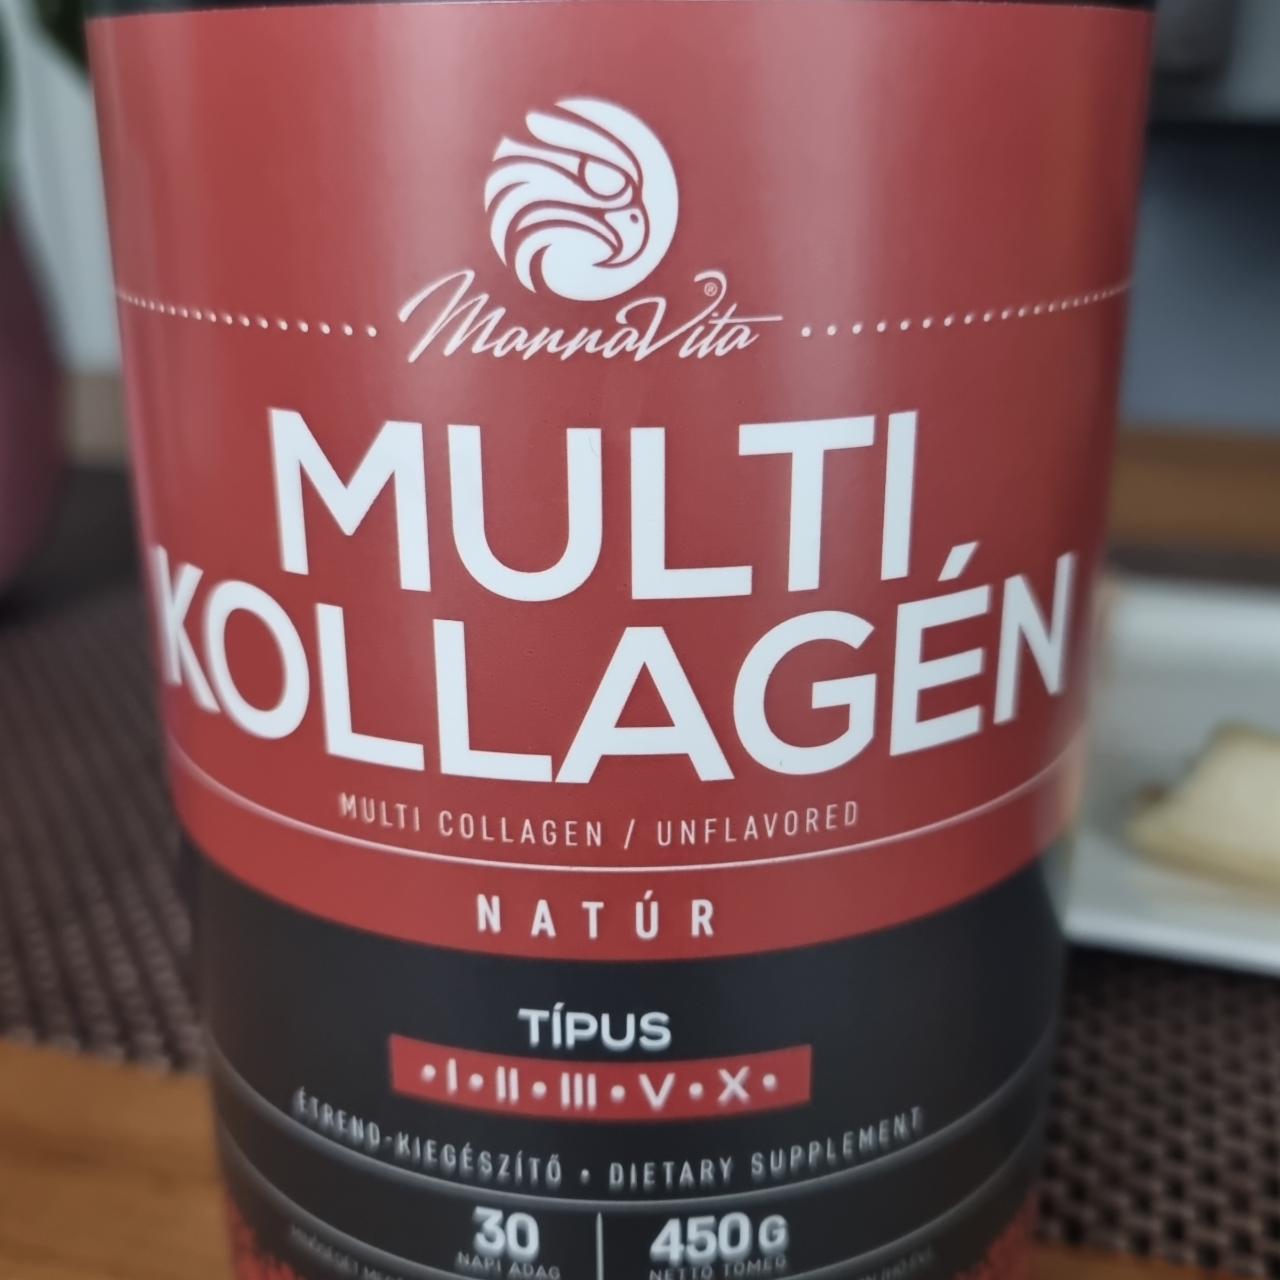 MannaVita®
MULTI
KOLLAGÉN
MULTI COLLAGEN / UNFLAVORED
NATÚR
TÍPUS
•I•II•III•V•X•
ÉTREND-KIEGÉSZÍTŐ • DIETARY SUPPLEMENT
30 450G
NAPI ADAG NETTÓ TÖMEG